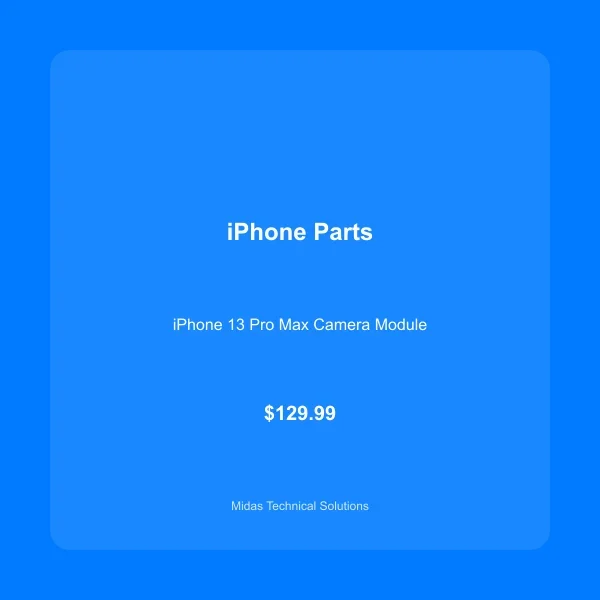 iPhone Parts
iPhone 13 Pro Max Camera Module
$129.99
Midas Technical Solutions